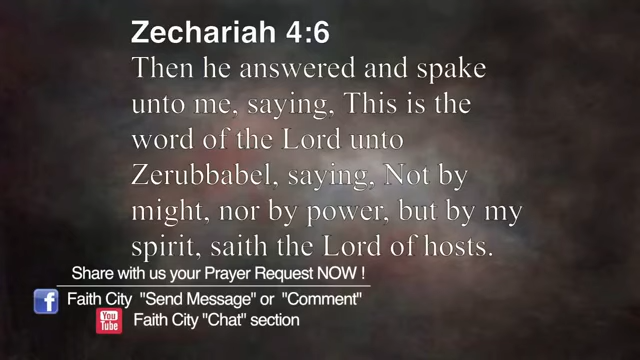 Zechariah 4:6
Then he answered and spake
unto me, saying, This is the
word of the Lord unto
Zerubbabel, saying, Not by
might, nor by power, but by my
spirit, saith the Lord of hosts.
Share with us your Prayer Request NOW !
f Faith City "Send Message" or "Comment"
You Tube Faith City "Chat" section